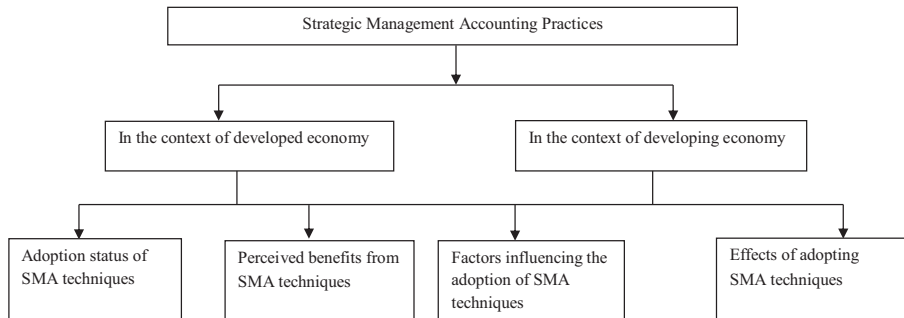 Strategic Management Accounting Practices
In the context of developed economy
In the context of developing economy
Adoption status of
SMA techniques
Perceived benefits from
SMA techniques
Factors influencing the
adoption of SMA
techniques
Effects of adopting
SMA techniques